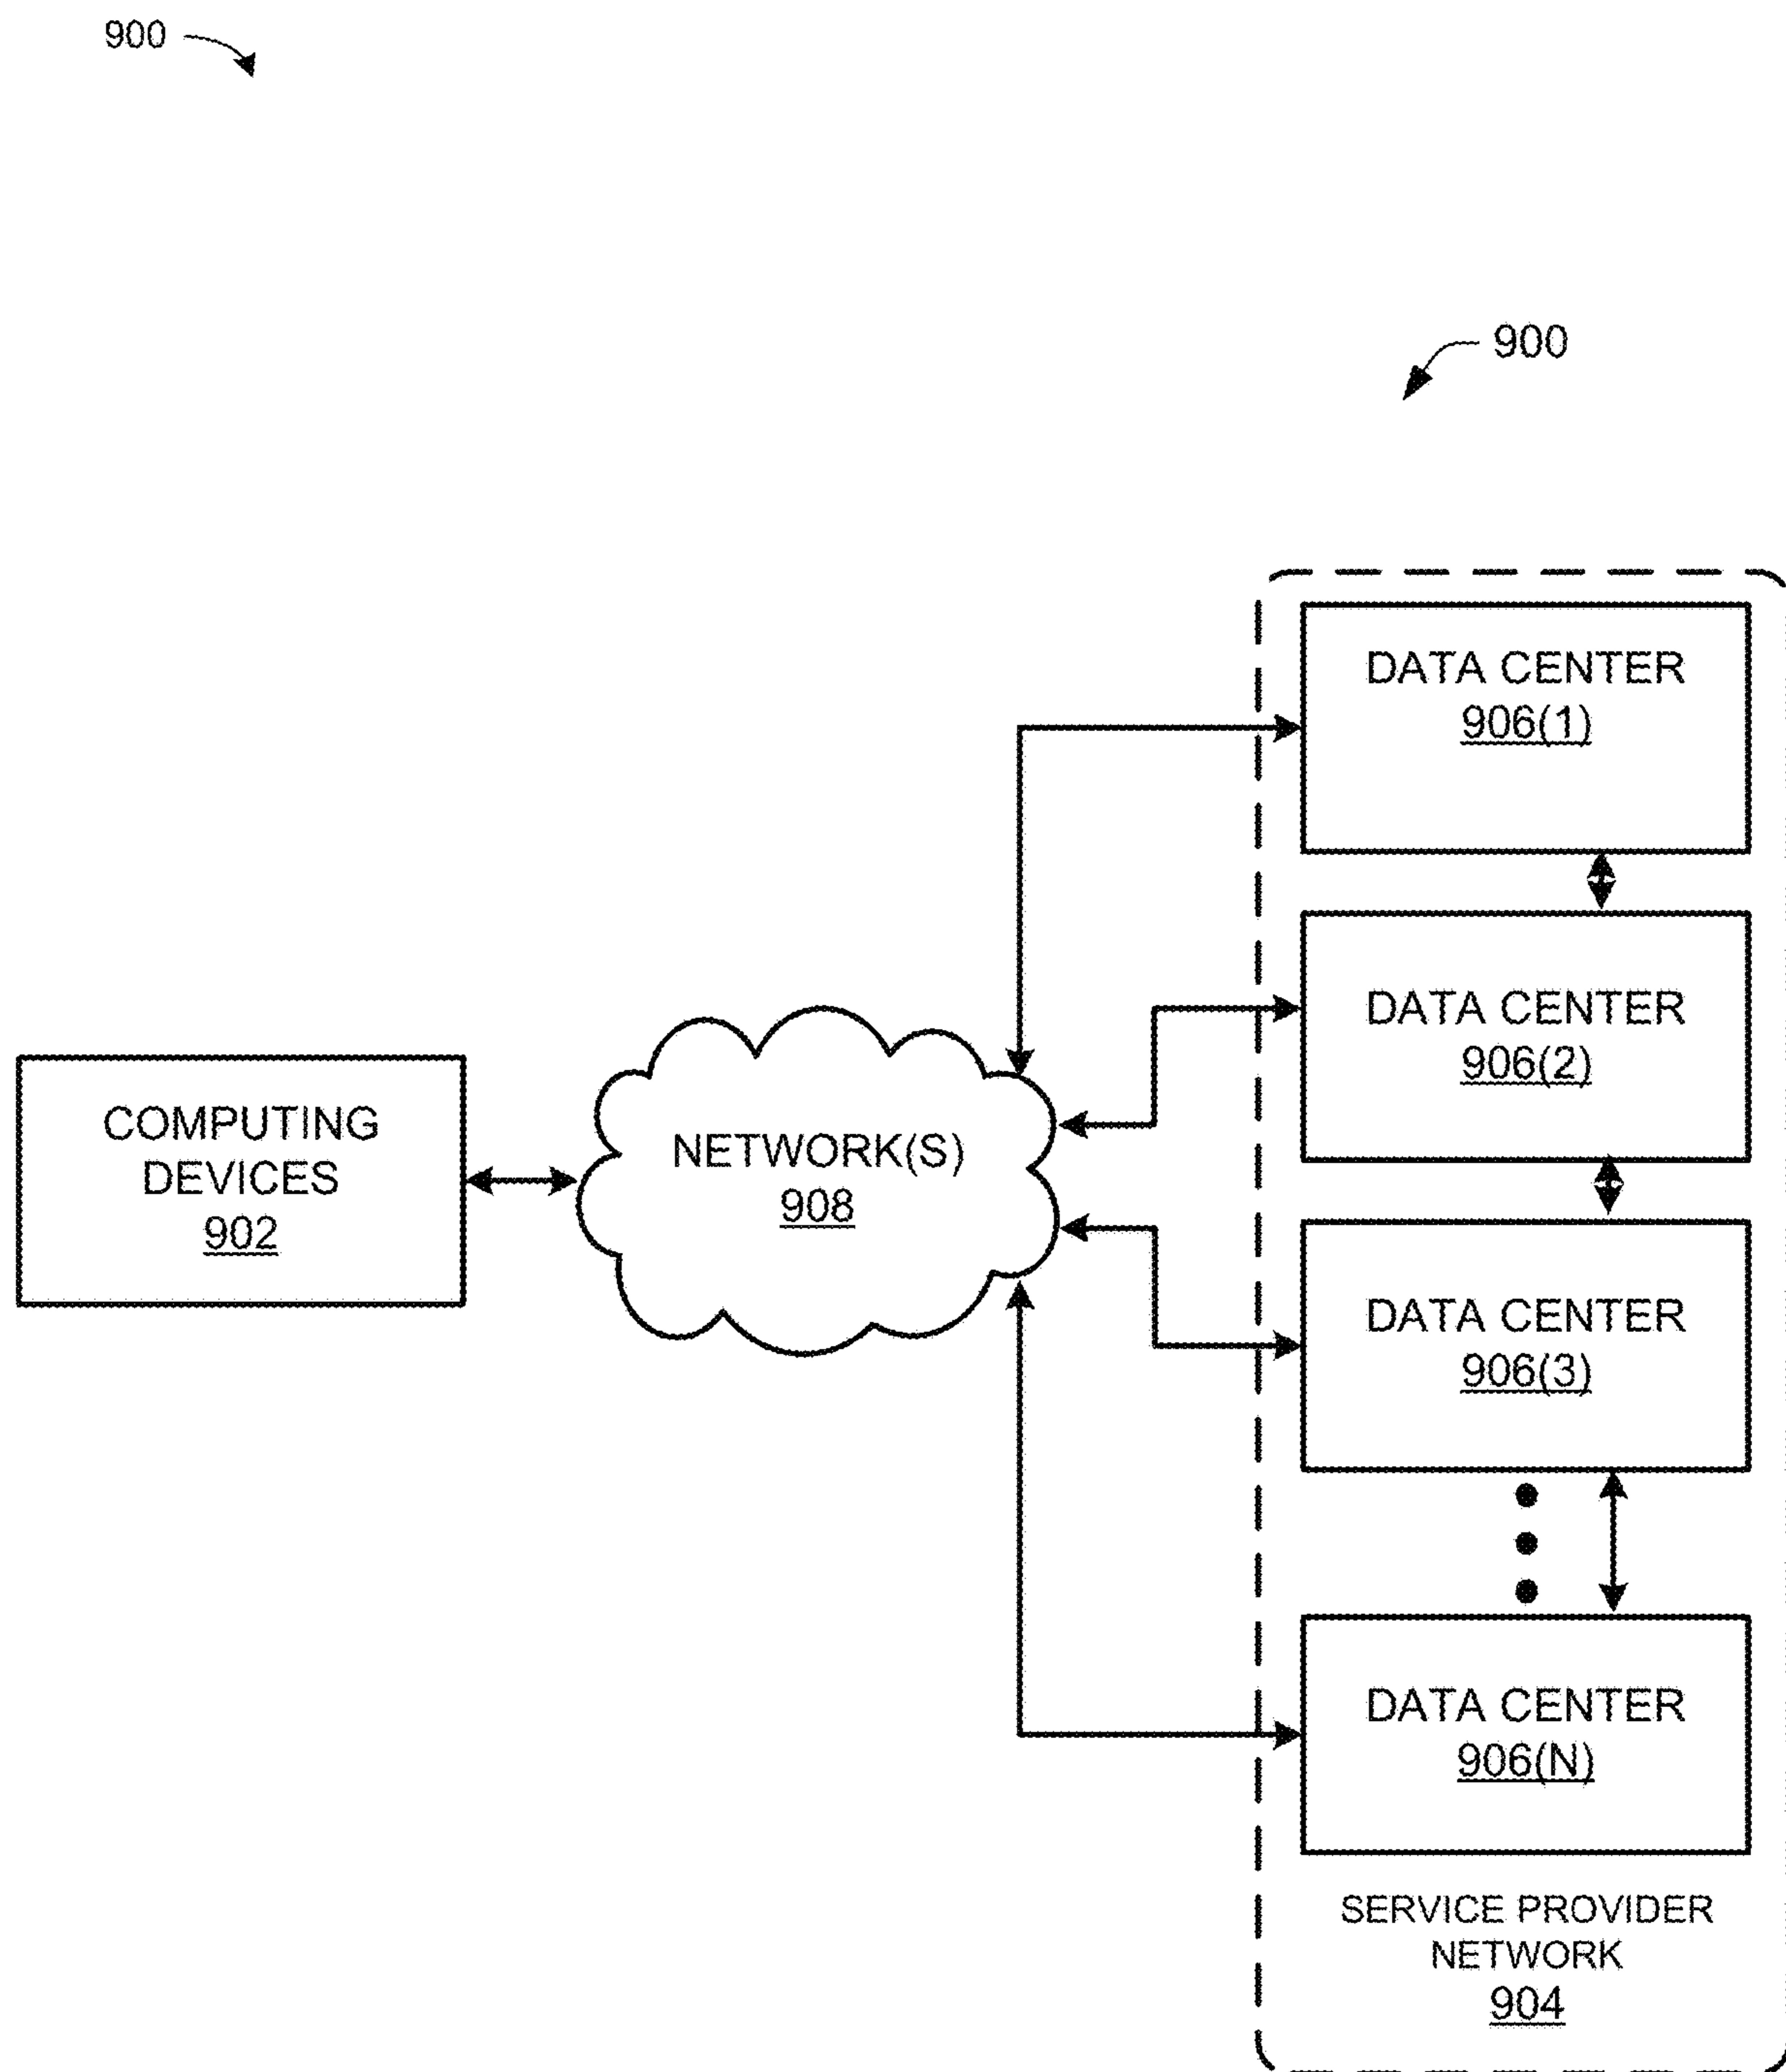 900
900
DATA CENTER
906(1)
DATA CENTER
906(2)
COMPUTING
DEVICES
902
NETWORK(S)
908
DATA CENTER
906(3)
DATA CENTER
906(N)
SERVICE PROVIDER
NETWORK
904